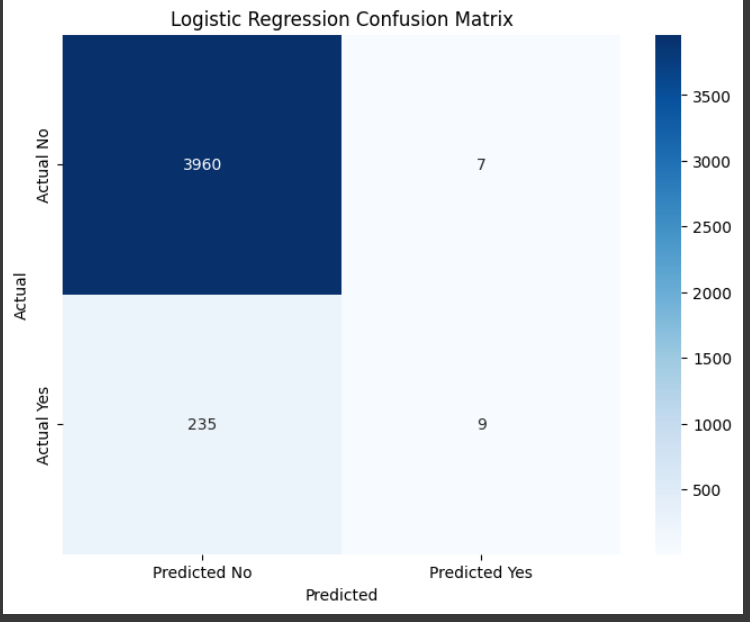 Logistic Regression Confusion Matrix
Actual No
3960
7
Actual
Actual Yes
235
9
Predicted No
Predicted Yes
Predicted
3500
3000
2500
2000
1500
1000
500